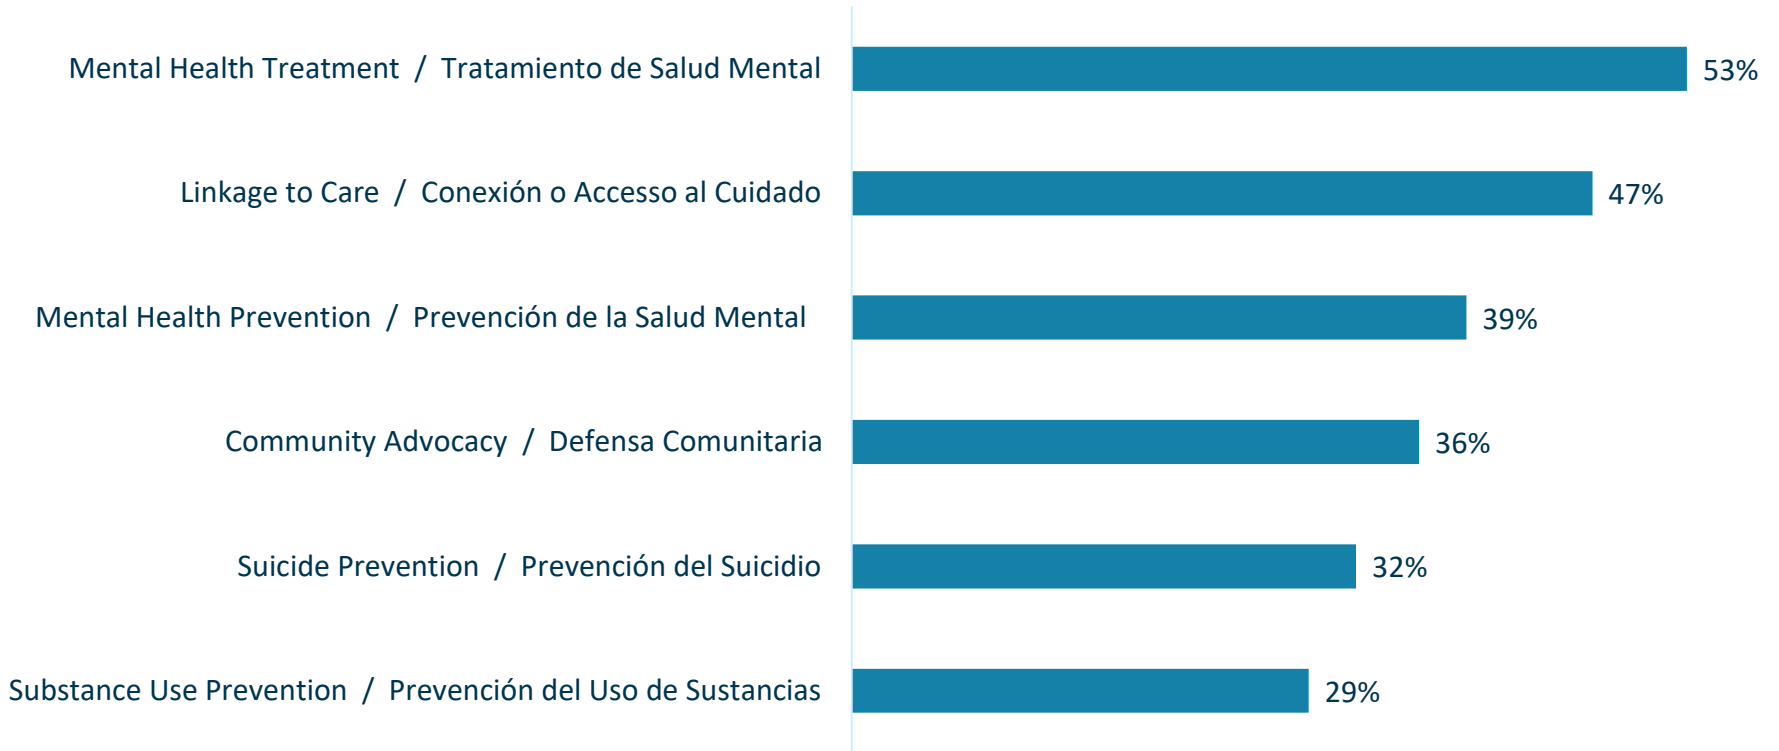 Mental Health Treatment / Tratamiento de Salud Mental 53%
Linkage to Care / Conexión o Accesso al Cuidado 47%
Mental Health Prevention / Prevención de la Salud Mental 39%
Community Advocacy / Defensa Comunitaria 36%
Suicide Prevention / Prevención del Suicidio 32%
Substance Use Prevention / Prevención del Uso de Sustancias 29%